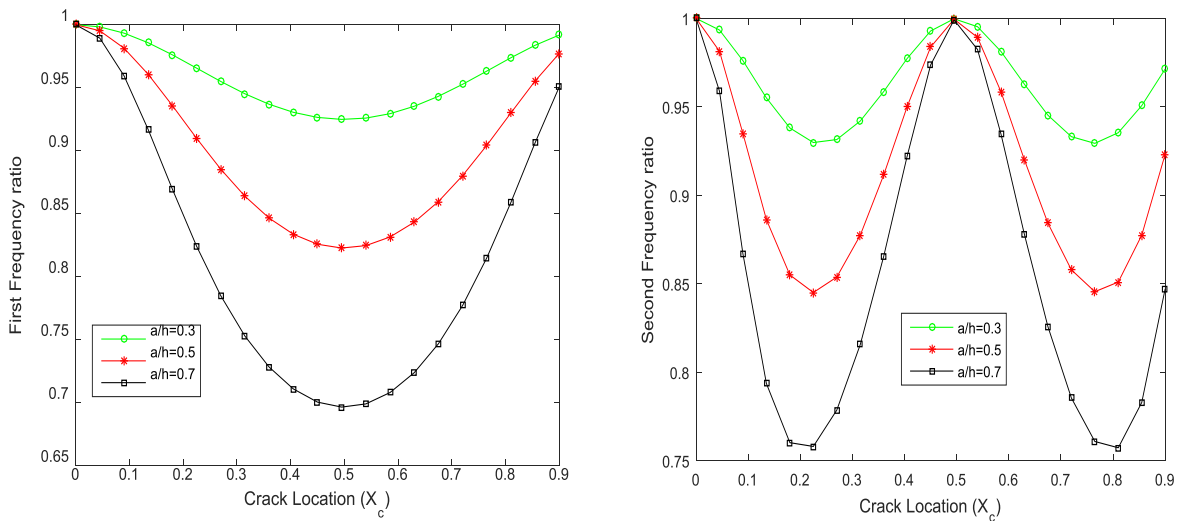 1
0.95
0.9
0.85
0.8
0.75
0.7
0.65
First Frequency ratio
a/h=0.3
a/h=0.5
a/h=0.7
0 0.1 0.2 0.3 0.4 0.5 0.6 0.7 0.8 0.9
Crack Location (X_c)
1
0.95
0.9
0.85
0.8
0.75
Second Frequency ratio
a/h=0.3
a/h=0.5
a/h=0.7
0 0.1 0.2 0.3 0.4 0.5 0.6 0.7 0.8 0.9
Crack Location (X_c)